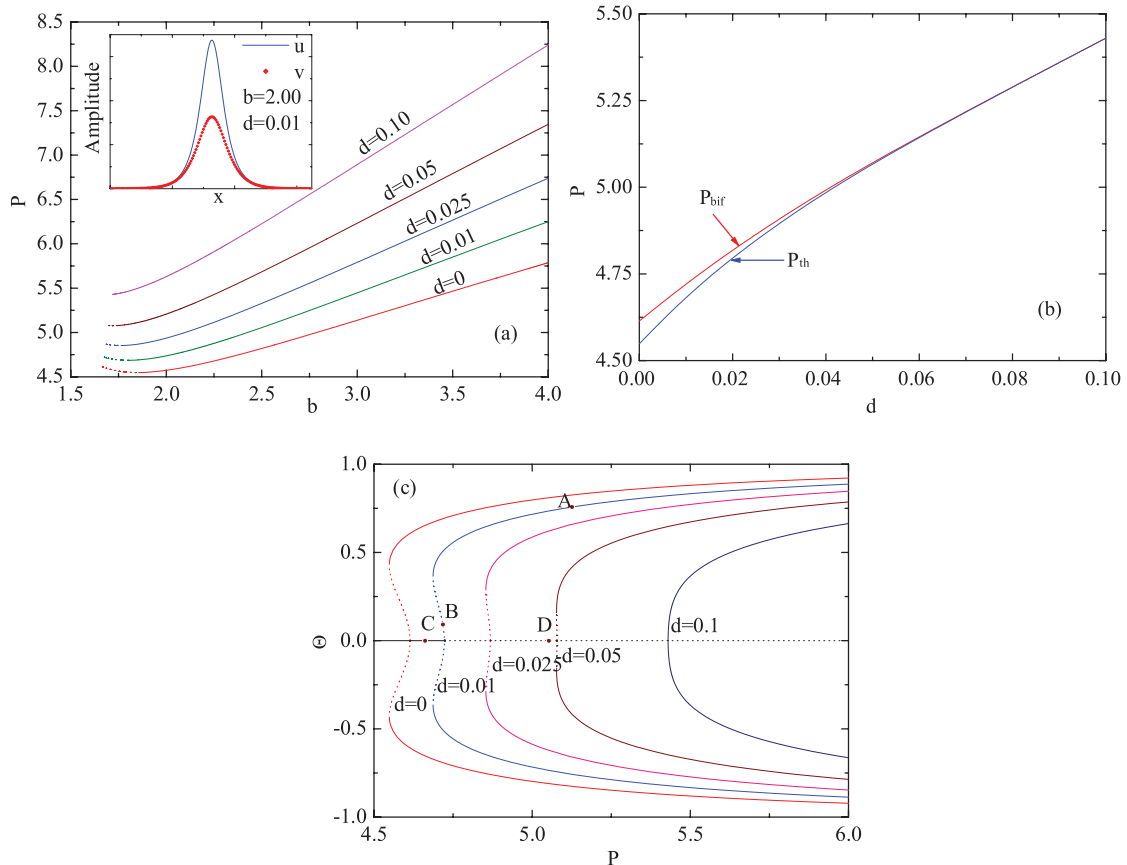 8.5
8.0
7.5
7.0
6.5
6.0
5.5
5.0
4.5
P
1.5
2.0
2.5
3.0
3.5
4.0
b
Amplitude
x
u
v
b=2.00
d=0.01
d=0.10
d=0.05
d=0.025
d=0.01
d=0
(a)
5.50
5.25
5.00
4.75
4.50
P
0.00
0.02
0.04
0.06
0.08
0.10
d
P_bif
P_th
(b)
1.0
0.5
0.0
-0.5
-1.0
Θ
(c)
A
B
C
D
d=0
d=0.01
d=0.025
d=0.05
d=0.1
4.5
5.0
5.5
6.0
P